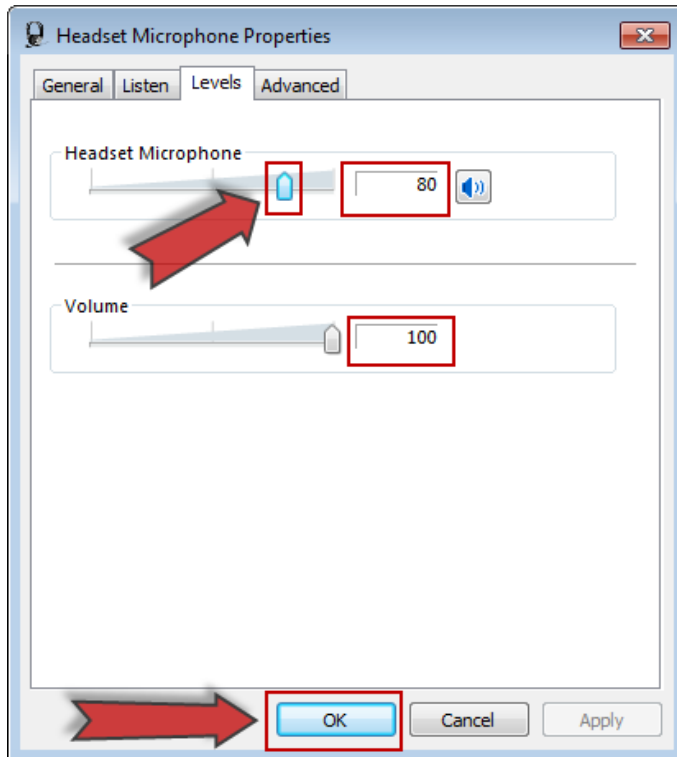 Headset Microphone Properties
General Listen Levels Advanced
Headset Microphone
80
Volume
100
OK Cancel Apply